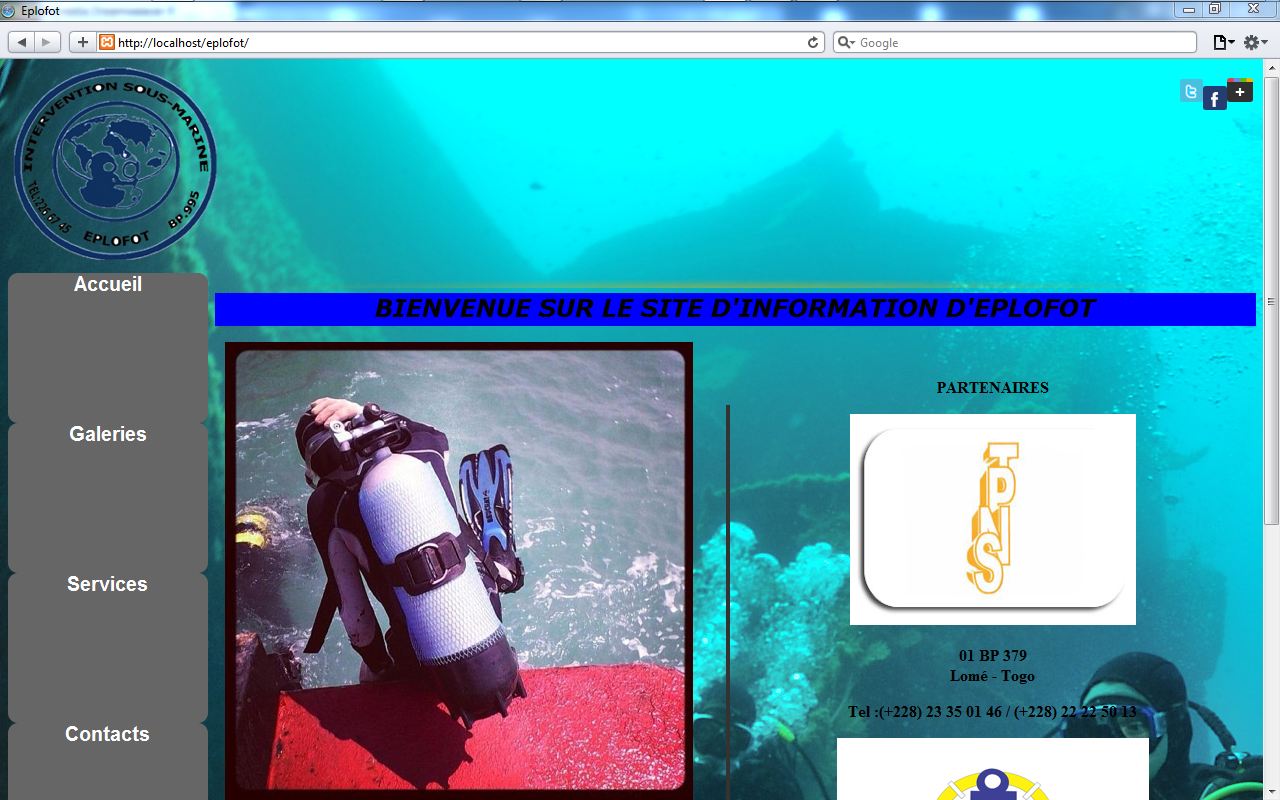 Eplofot
http://localhost/eplofot/
Google
INTERVENTION SOUS-MARINE
TEL:226 67 45 EPLOFOT BP.995
Accueil
Galeries
Services
Contacts
BIENVENUE SUR LE SITE D'INFORMATION D'EPLOFOT
PARTENAIRES
TPNS
01 BP 379
Lomé - Togo
Tel :(+228) 23 35 01 46 / (+228) 22 22 50 13